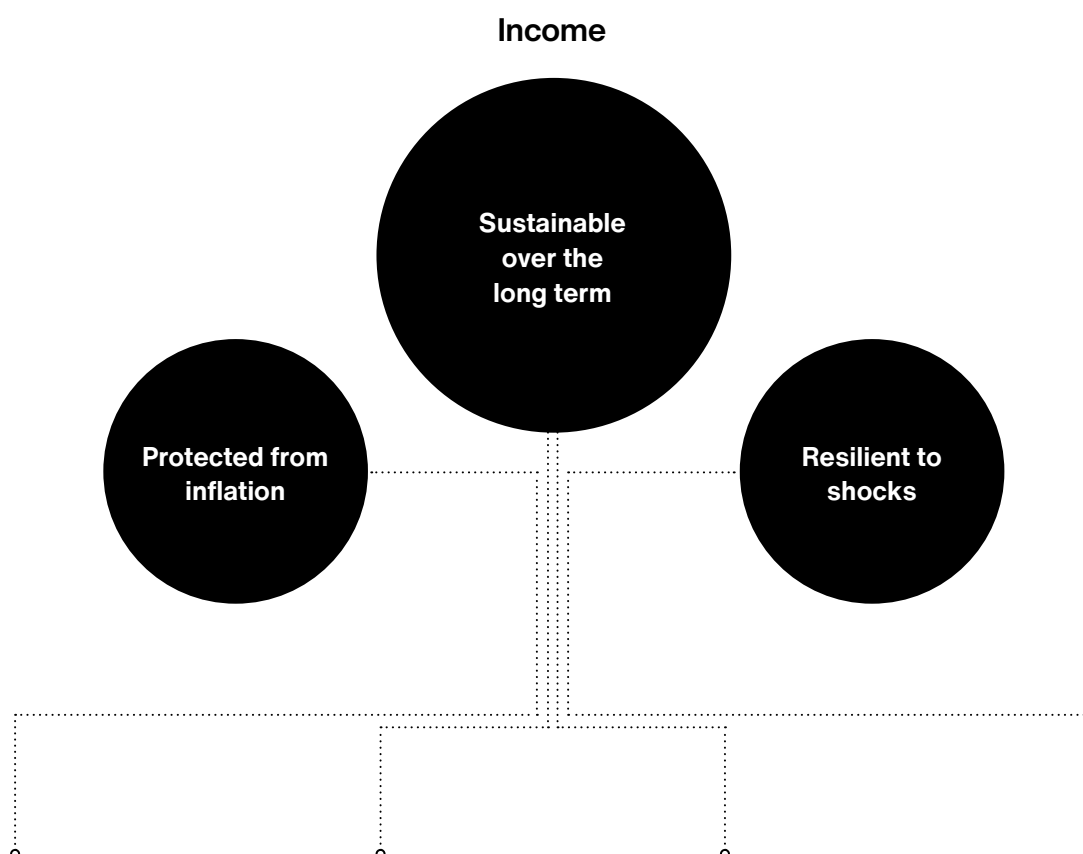 Income
Sustainable
over the
long term
Protected from
inflation
Resilient to
shocks